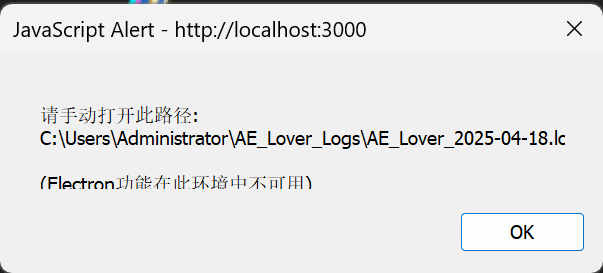 JavaScript Alert - http://localhost:3000
请手动打开此路径:
C:\Users\Administrator\AE_Lover_Logs\AE_Lover_2025-04-18.lc
(Electron功能在此环境中不可用)
OK